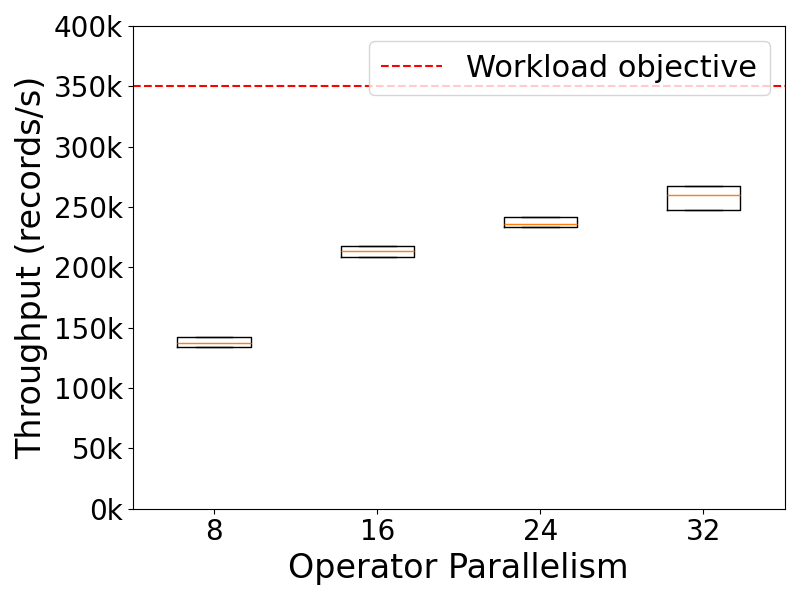 400k
350k
300k
250k
200k
150k
100k
50k
0k
Throughput (records/s)
Workload objective
8 16 24 32
Operator Parallelism